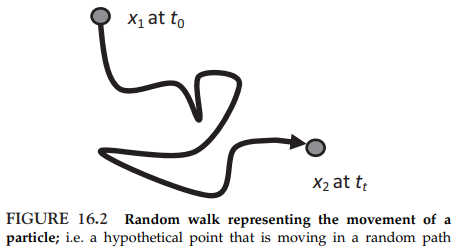 x₁ at t₀
x₂ at tₜ
FIGURE 16.2 Random walk representing the movement of a
particle; i.e. a hypothetical point that is moving in a random path